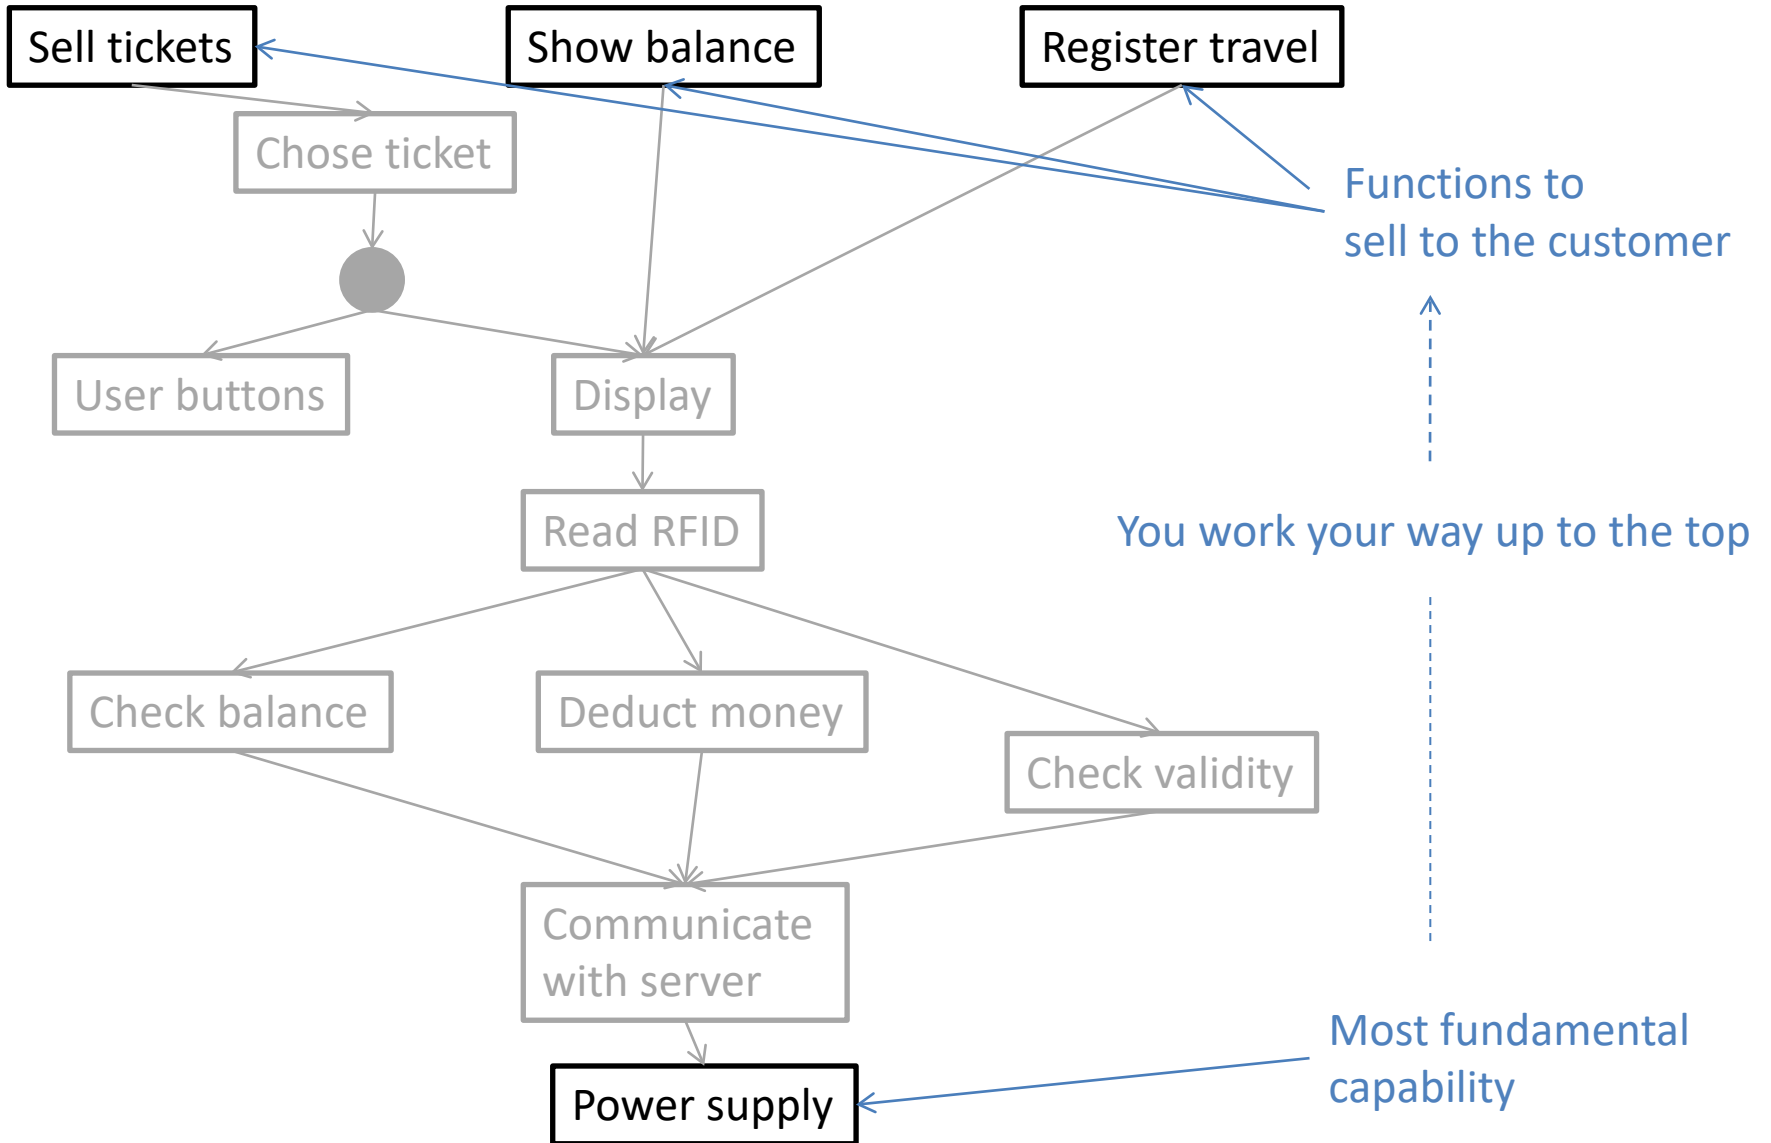 Sell tickets
Show balance
Register travel
Chose ticket
Functions to
sell to the customer
User buttons
Display
Read RFID
You work your way up to the top
Check balance
Deduct money
Check validity
Communicate
with server
Most fundamental
capability
Power supply